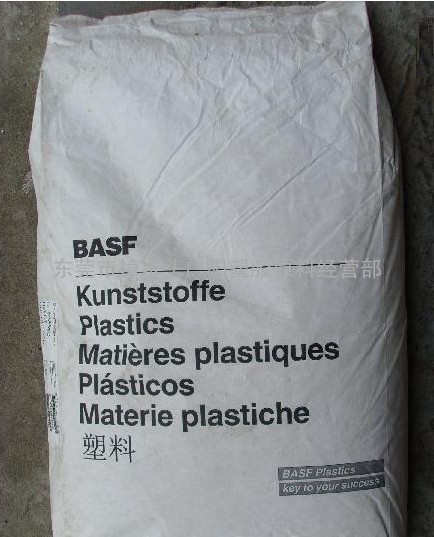 BASF
Kunststoffe
Plastics
Matières plastiques
Plásticos
Materie plastiche
塑料
BASF Plastics
key to your success